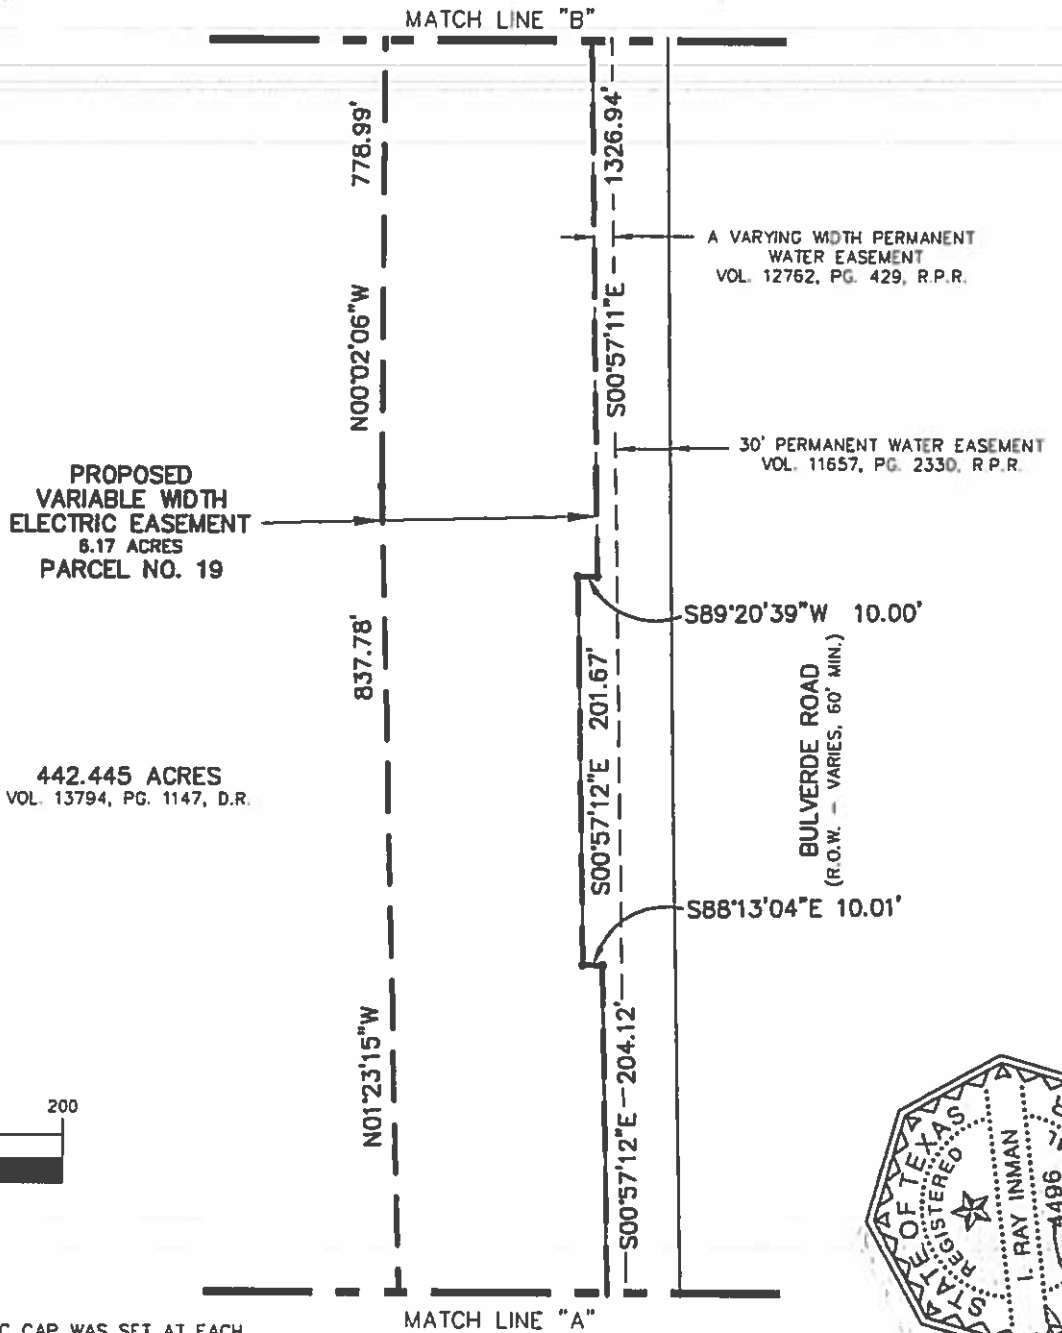 MATCH LINE "B"
778.99'
1326.94'
A VARYING WIDTH PERMANENT
WATER EASEMENT
VOL. 12762, PG. 429, R.P.R.
N00°02'06"W
S00°57'11"E
30' PERMANENT WATER EASEMENT
VOL. 11657, PG. 2330, R.P.R.
PROPOSED
VARIABLE WIDTH
ELECTRIC EASEMENT
6.17 ACRES
PARCEL NO. 19
S89°20'39"W 10.00'
837.78'
S00°57'12"E 201.67'
BULVERDE ROAD
(R.O.W. - VARIES, 60' MIN.)
442.445 ACRES
VOL. 13794, PG. 1147, D.R.
S88°13'04"E 10.01'
N01°23'15"W
S00°57'12"E 204.12'
200
STATE OF TEXAS
REGISTERED
I. RAY INMAN
4496
MATCH LINE "A"
C CAP WAS SET AT EACH